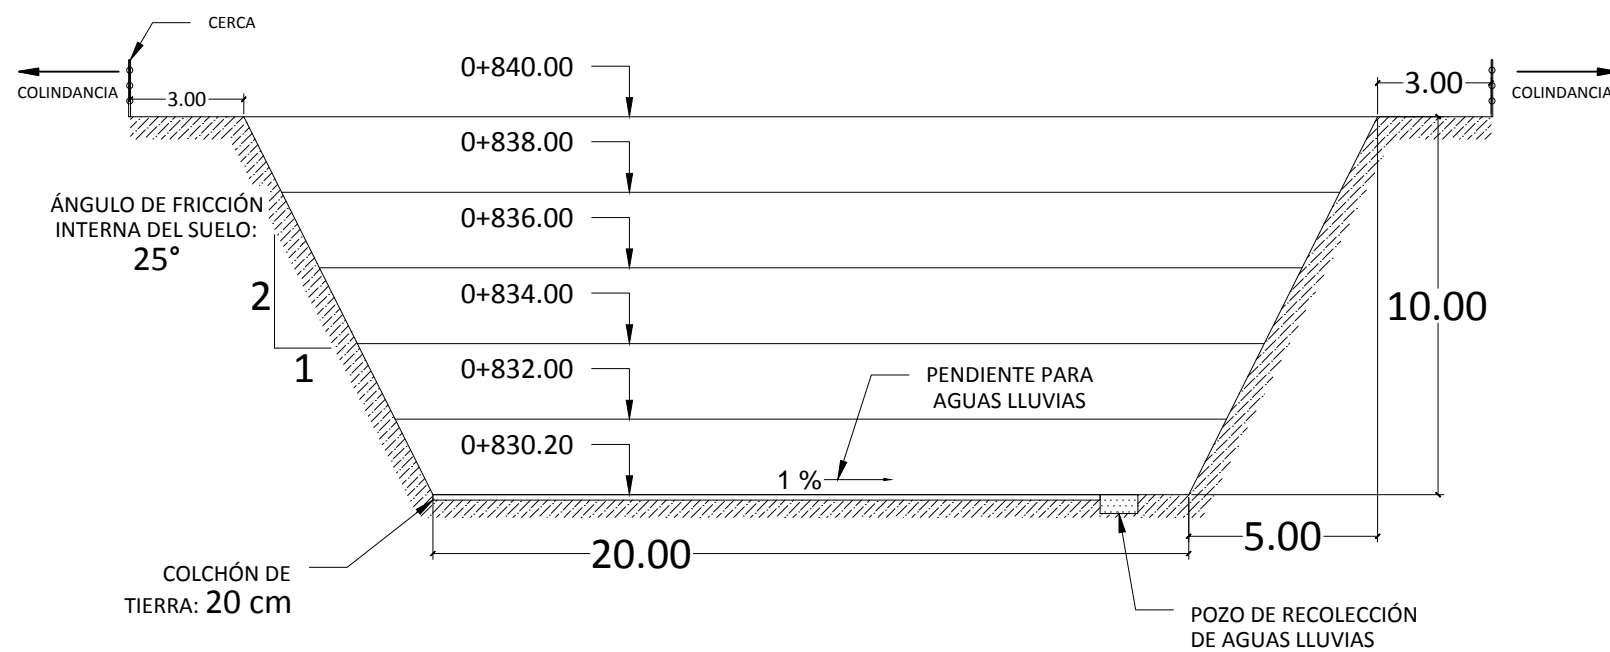 CERCA
COLINDANCIA
3.00
0+840.00
3.00
COLINDANCIA
0+838.00
ÁNGULO DE FRICCIÓN
INTERNA DEL SUELO:
25°
0+836.00
2
1
0+834.00
10.00
0+832.00
PENDIENTE PARA
AGUAS LLUVIAS
0+830.20
1 %
20.00
5.00
COLCHÓN DE
TIERRA: 20 cm
POZO DE RECOLECCIÓN
DE AGUAS LLUVIAS